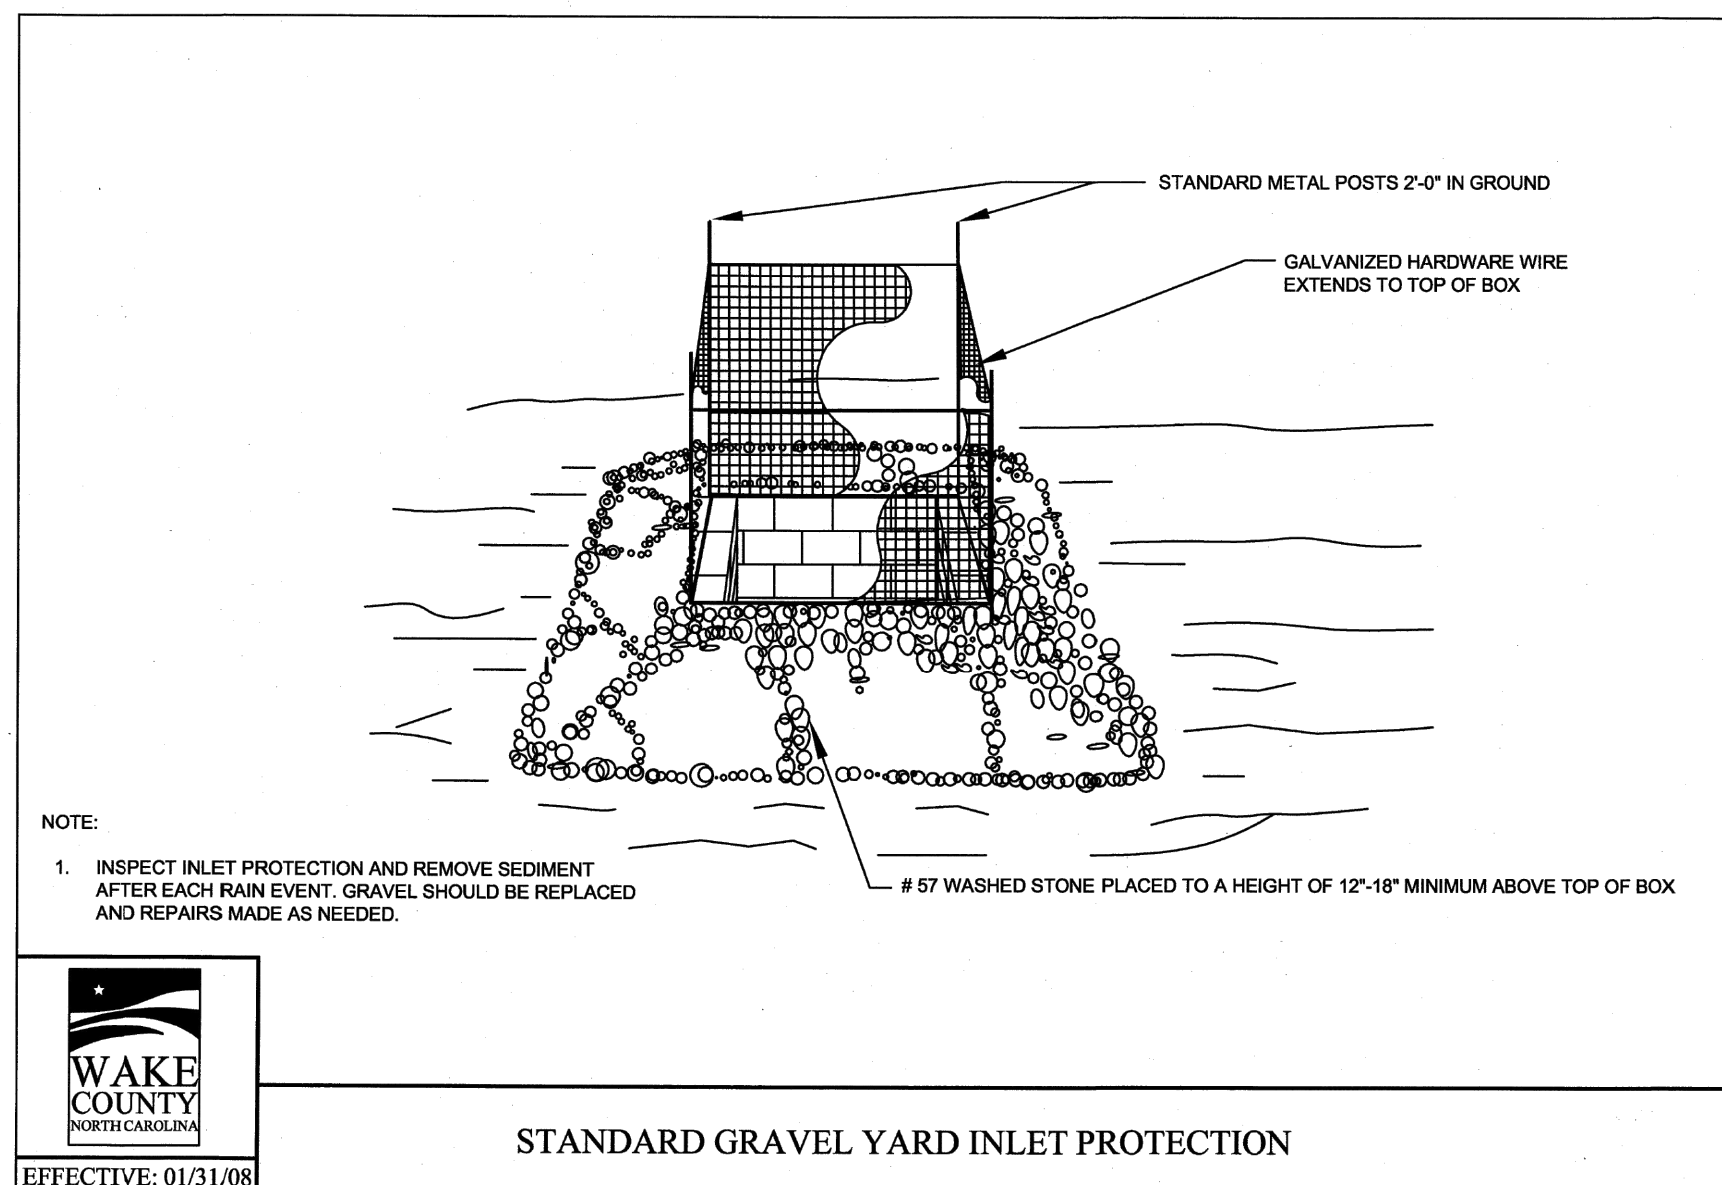 STANDARD METAL POSTS 2'-0" IN GROUND
GALVANIZED HARDWARE WIRE
EXTENDS TO TOP OF BOX
NOTE:
1. INSPECT INLET PROTECTION AND REMOVE SEDIMENT
AFTER EACH RAIN EVENT. GRAVEL SHOULD BE REPLACED
AND REPAIRS MADE AS NEEDED.
# 57 WASHED STONE PLACED TO A HEIGHT OF 12"-18" MINIMUM ABOVE TOP OF BOX
WAKE
COUNTY
NORTH CAROLINA
EFFECTIVE: 01/31/08
STANDARD GRAVEL YARD INLET PROTECTION